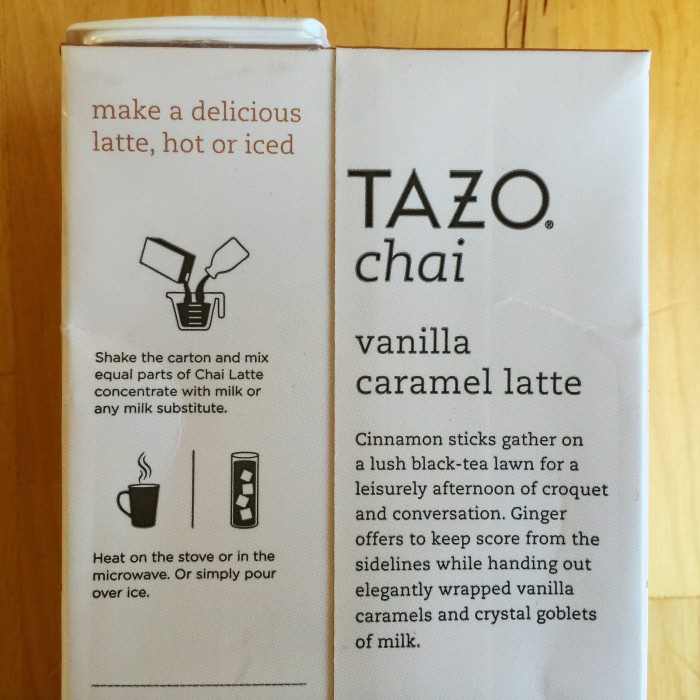 make a delicious
latte, hot or iced
Shake the carton and mix
equal parts of Chai Latte
concentrate with milk or
any milk substitute.
Heat on the stove or in the
microwave. Or simply pour
over ice.
TAZO®
chai
vanilla
caramel latte
Cinnamon sticks gather on
a lush black-tea lawn for a
leisurely afternoon of croquet
and conversation. Ginger
offers to keep score from the
sidelines while handing out
elegantly wrapped vanilla
caramels and crystal goblets
of milk.